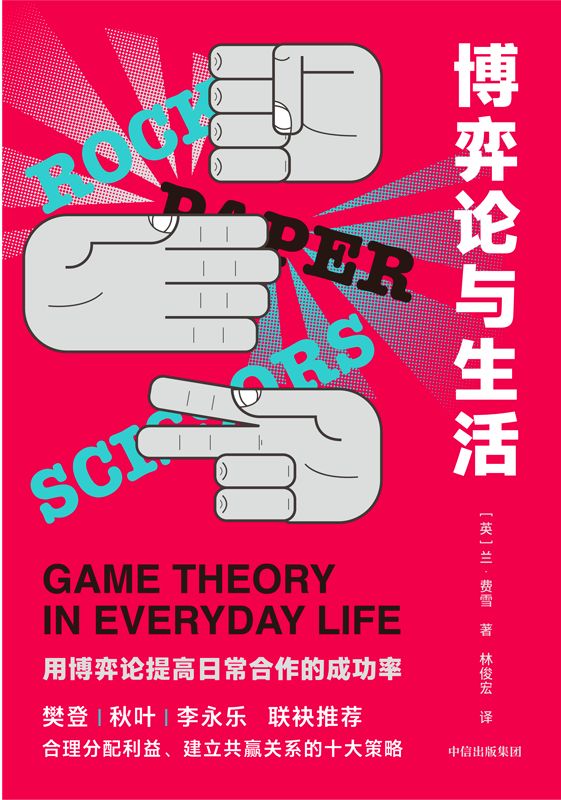 博弈论与生活
ROCK
PAPER
SCISSORS
[英]兰·费雪 著 林俊宏 译
GAME THEORY
IN EVERYDAY LIFE
用博弈论提高日常合作的成功率
樊登|秋叶|李永乐 联袂推荐
合理分配利益、建立共赢关系的十大策略
中信出版集团